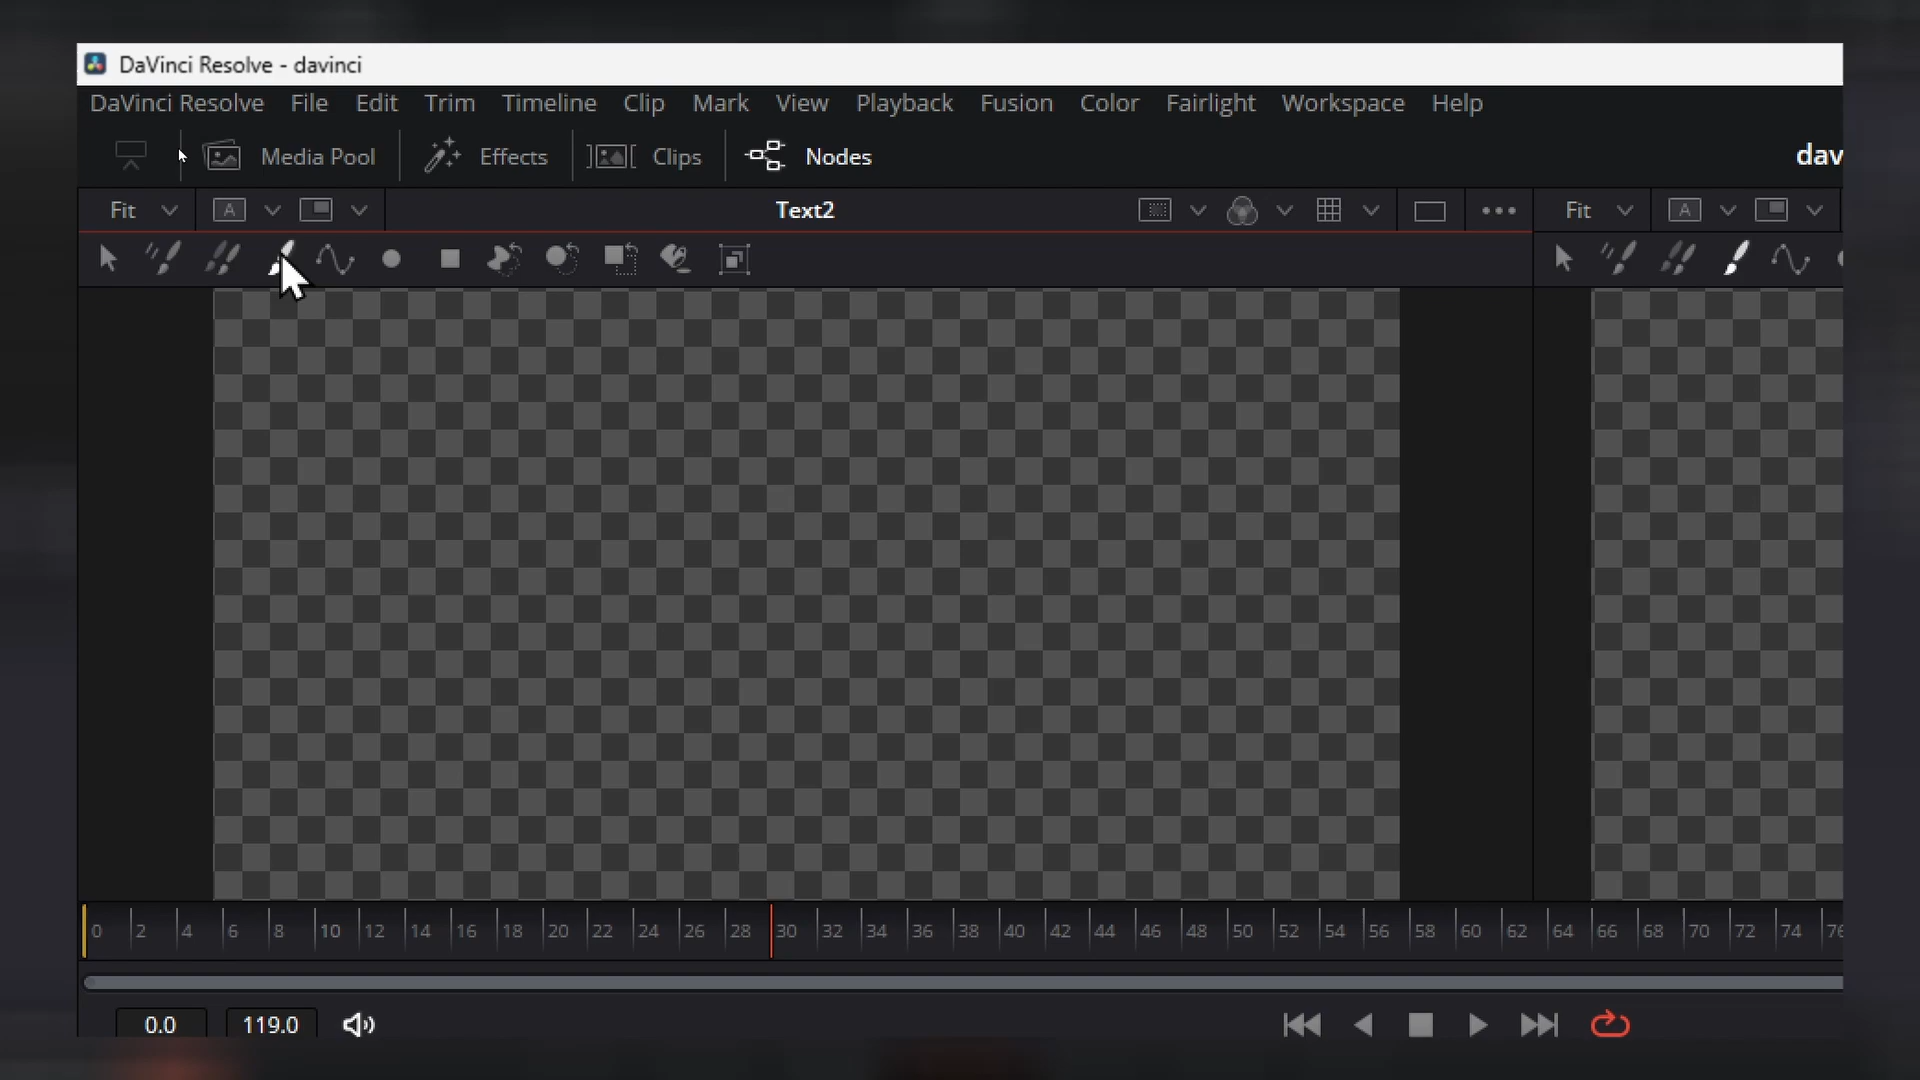 DaVinci Resolve - davinci
DaVinci Resolve File Edit Trim Timeline Clip Mark View Playback Fusion Color Fairlight Workspace Help
Media Pool Effects Clips Nodes dav
Fit A Text2 Fit A
0 2 4 6 8 10 12 14 16 18 20 22 24 26 28 30 32 34 36 38 40 42 44 46 48 50 52 54 56 58 60 62 64 66 68 70 72 74 76
0.0 119.0